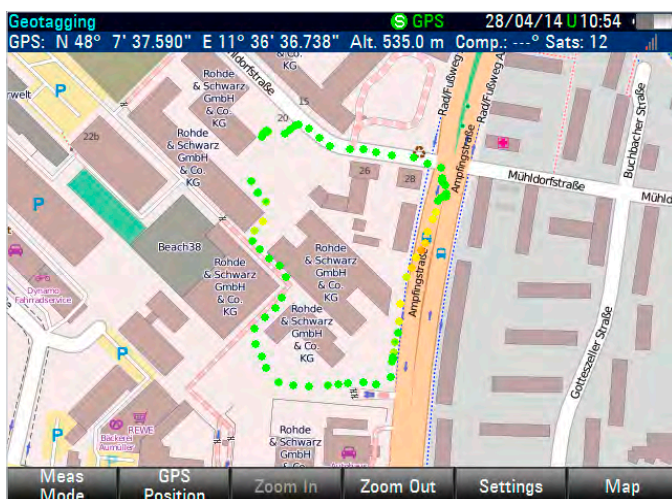 Geotagging
GPS
28/04/14 U 10:54
GPS: N 48° 7' 37.590" E 11° 36' 36.738" Alt. 535.0 m Comp.: ---° Sats: 12
P
Rohde
& Schwarz
GmbH
& Co.
KG
Mühldorfstraße
15
20
22b
Rohde
& Schwarz
GmbH
& Co.
KG
Rad/Fußweg
Rad/Fußweg A
Buchbacher Straße
Ampfingstraße
26
28
Mühldorfstraße
Mühld
P
Beach38
Rohde
& Schwarz
GmbH
& Co.
KG
Rohde
& Schwarz
GmbH
& Co.
KG
Ampfingstraße
Dynamo
Fahrradservice
Rohde
& Schwarz
GmbH
& Co.
KG
Gotteszeller Straße
P
REWE
Bäckerei
Aumüller
P
Rohde
& Schwarz
GmbH
Meas
Mode
GPS
Position
Zoom In
Zoom Out
Settings
Map